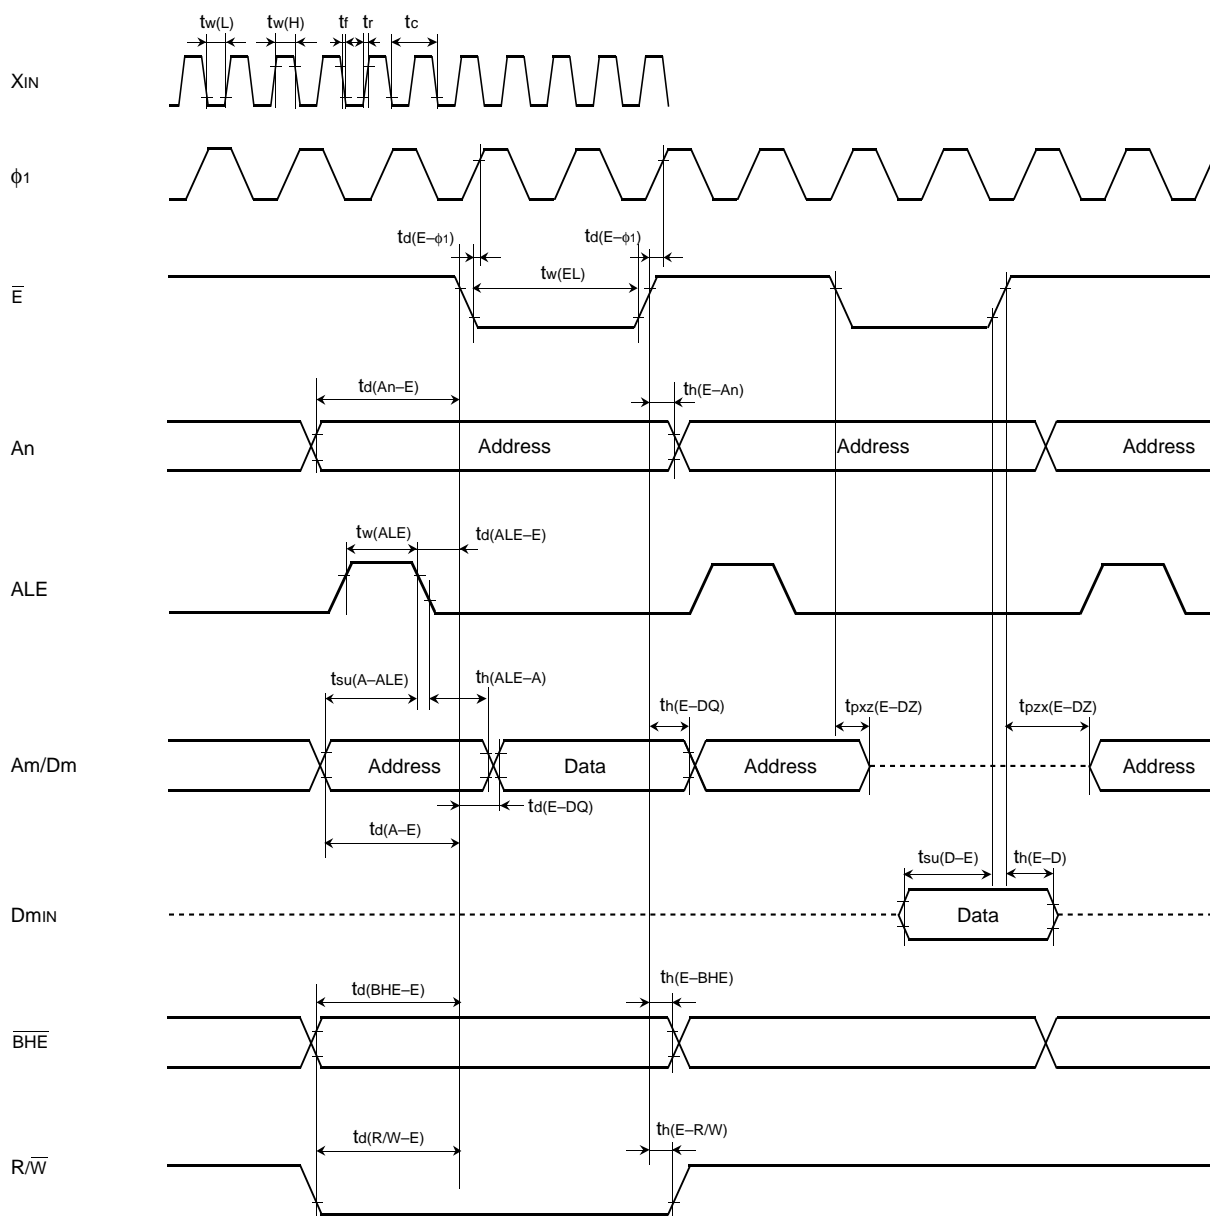 tw(L) tw(H) tf tr tc
XIN
ϕ1
td(E–ϕ1) td(E–ϕ1)
tw(EL)
E̅
td(An–E) th(E–An)
An Address Address Address
tw(ALE) td(ALE–E)
ALE
tsu(A–ALE) th(ALE–A) th(E–DQ) tpxz(E–DZ) tpzx(E–DZ)
Am/Dm Address Data Address Address
td(E–DQ)
td(A–E)
tsu(D–E) th(E–D)
DmIN Data
td(BHE–E) th(E–BHE)
B̅H̅E̅
td(R/W–E) th(E–R/W)
R/W̅